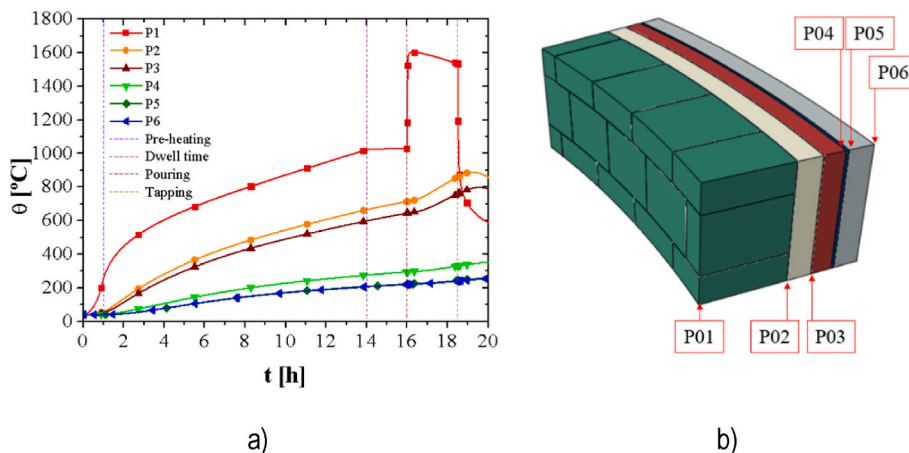 1800
1600
1400
1200
1000
800
600
400
200
0
θ [ºC]
P1
P2
P3
P4
P5
P6
Pre-heating
Dwell time
Pouring
Tapping
0 2 4 6 8 10 12 14 16 18 20
t [h]
a)
P04 P05
P06
P01 P02 P03
b)